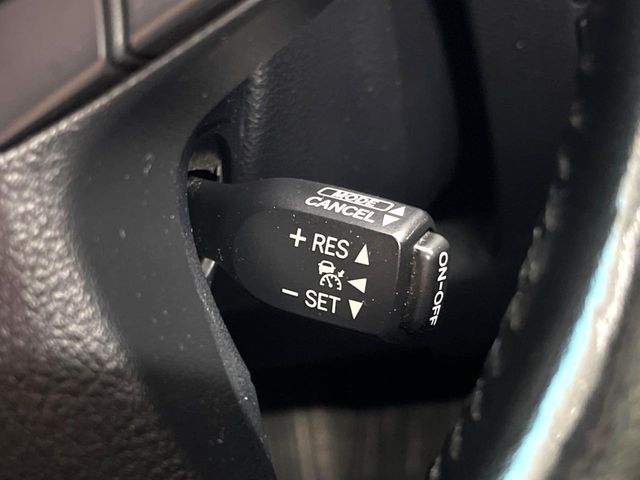 MODE
CANCEL
+ RES
- SET
ON-OFF